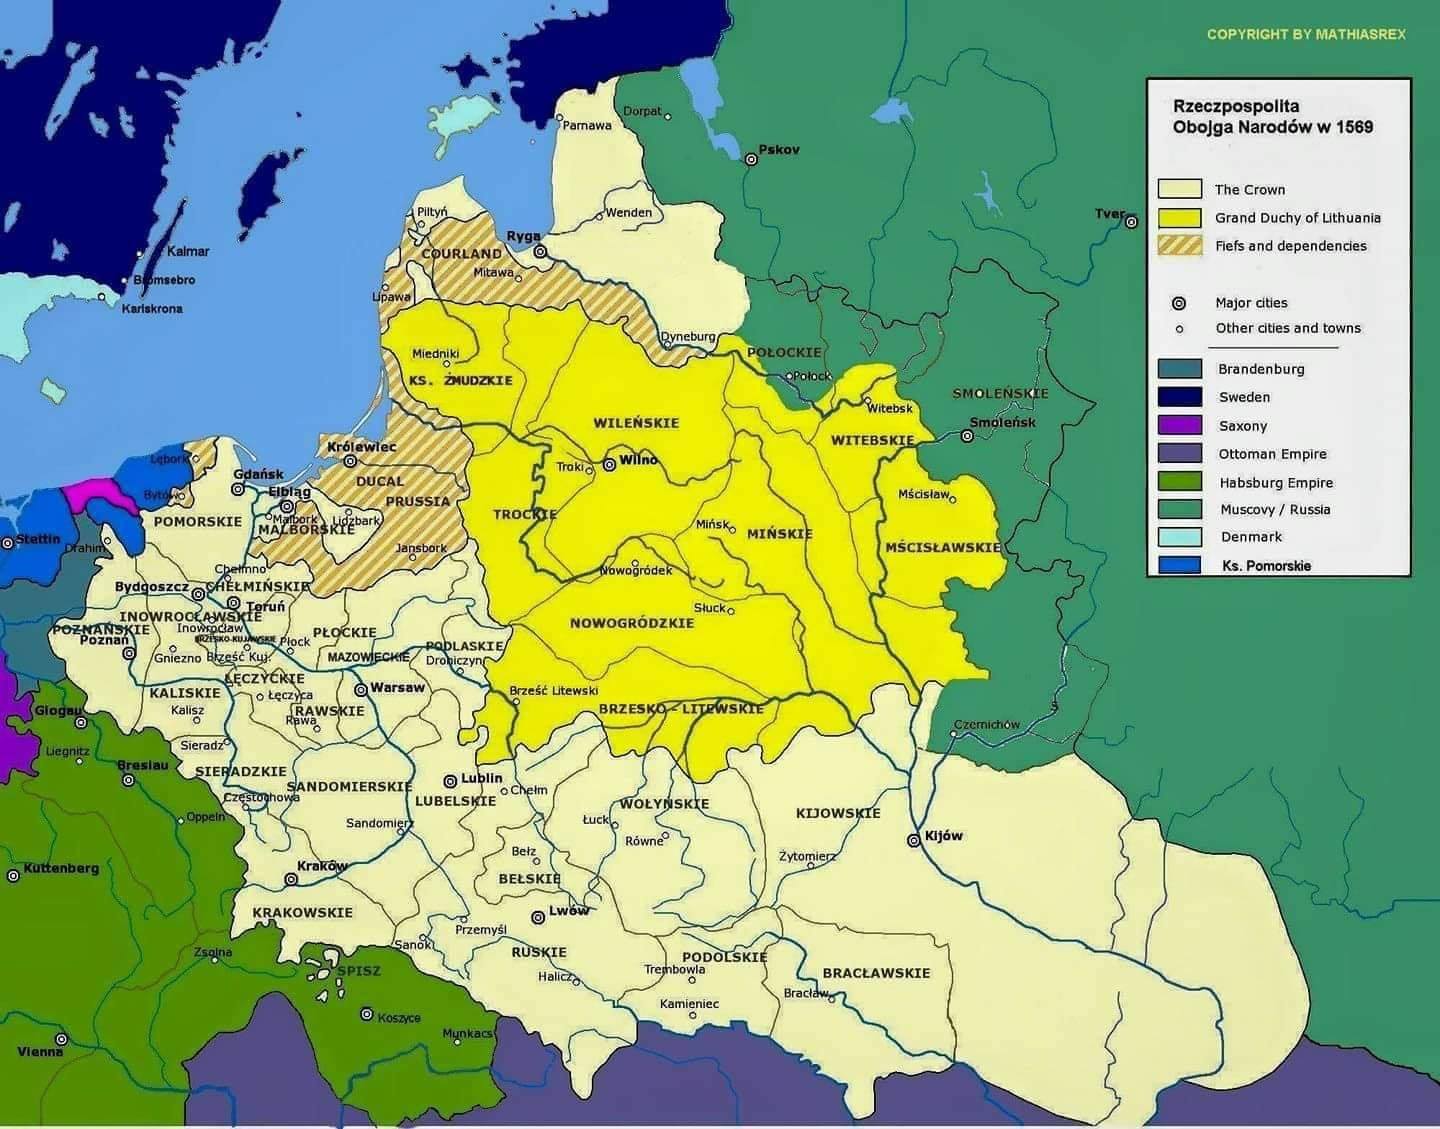 COPYRIGHT BY MATHIASREX
Rzeczpospolita
Obojga Narodów w 1569
The Crown
Grand Duchy of Lithuania
Fiefs and dependencies
Major cities
Other cities and towns
Brandenburg
Sweden
Saxony
Ottoman Empire
Habsburg Empire
Muscovy / Russia
Denmark
Ks. Pomorskie
Dorpat
Parnawa
Pskov
Tver
Wenden
Piltyń
Ryga
COURLAND
Mitawa
Kalmar
Bromsebro
Karlskrona
Lipawa
Dyneburg
Miedniki
KS. ŻMUDZKIE
POŁOCKIE
Połock
SMOLEŃSKIE
Witebsk
Smoleńsk
WILEŃSKIE
WITEBSKIE
Królewiec
Troki
Wilno
Lębork
Gdańsk
DUCAL
PRUSSIA
Bytów
Elbląg
Mścisław
POMORSKIE
Malbork
Lidzbark
MALBORSKIE
TROCKIE
Mińsk
MIŃSKIE
Stettin
Drahim
Jansbork
MŚCISŁAWSKIE
Chełmno
Nowogródek
Bydgoszcz
CHEŁMIŃSKIE
Toruń
Słuck
INOWROCŁAWSKIE
Inowrocław
POZNAŃSKIE
Poznań
BRZESKO-KUJAWSKIE
Płock
PŁOCKIE
NOWOGRÓDZKIE
Gniezno
Brześć Kuj.
MAZOWIECKIE
PODLASKIE
Drohiczyn
ŁĘCZYCKIE
KALISKIE
Łęczyca
Warsaw
Brześć Litewski
Glogau
Kalisz
RAWSKIE
Rawa
BRZESKO - LITEWSKIE
Czernichów
Liegnitz
Sieradz
Breslau
SIERADZKIE
SANDOMIERSKIE
Lublin
LUBELSKIE
Chełm
Częstochowa
WOŁYŃSKIE
KIJOWSKIE
Oppeln
Sandomierz
Łuck
Równe
Kijów
Bełz
Żytomierz
Kuttenberg
Kraków
BEŁSKIE
KRAKOWSKIE
Lwów
Przemyśl
Sanok
RUSKIE
Zsolna
PODOLSKIE
SPISZ
Halicz
Trembowla
BRACŁAWSKIE
Bracław
Kamieniec
Koszyce
Munkacs
Vienna